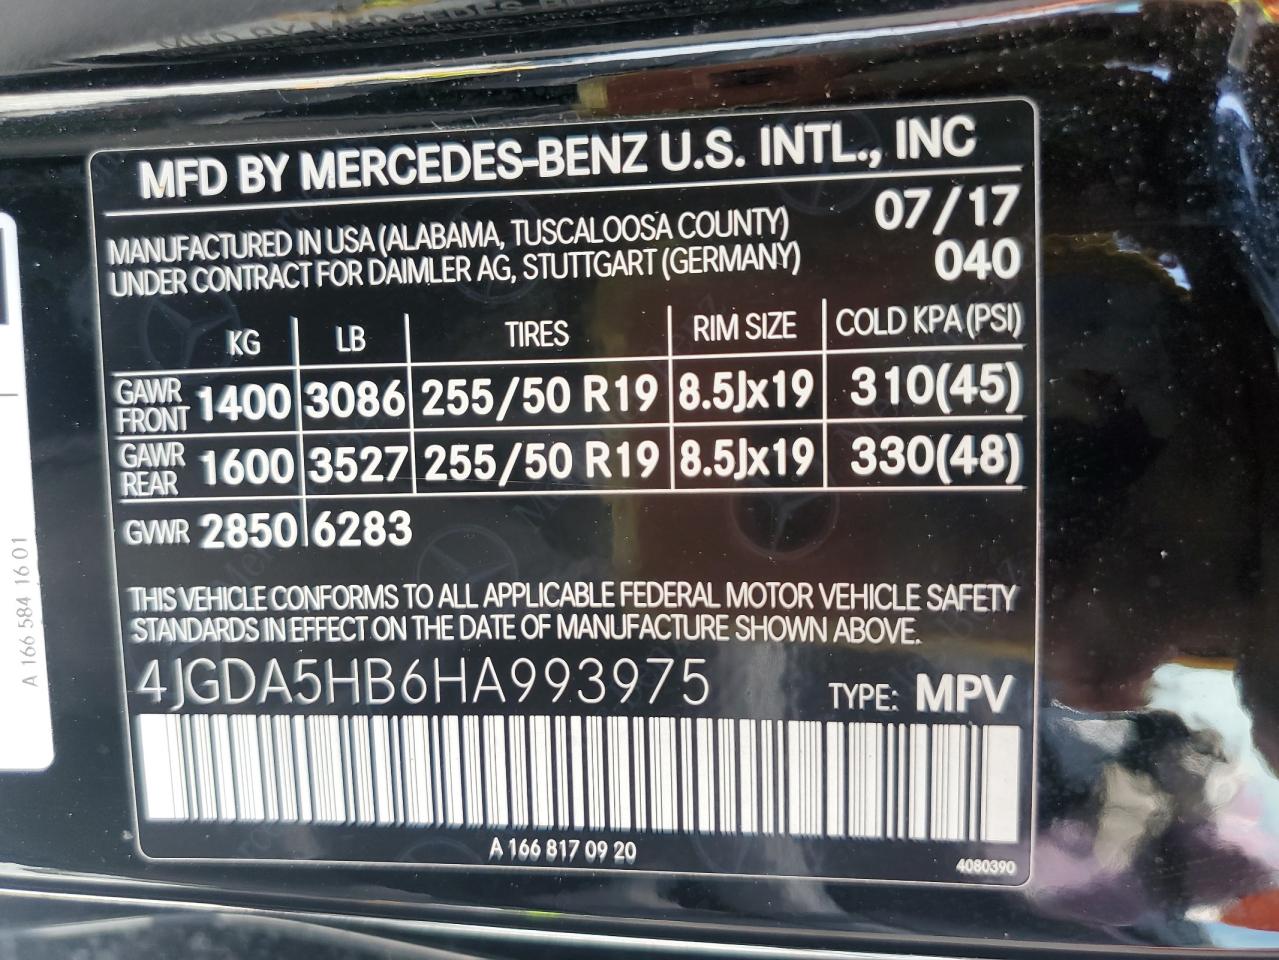 MFD BY MERCEDES-BENZ U.S. INTL., INC
MANUFACTURED IN USA (ALABAMA, TUSCALOOSA COUNTY) 07/17
UNDER CONTRACT FOR DAIMLER AG, STUTTGART (GERMANY) 040
KG LB TIRES RIM SIZE COLD KPA (PSI)
GAWR FRONT 1400 3086 255/50 R19 8.5Jx19 310(45)
GAWR REAR 1600 3527 255/50 R19 8.5Jx19 330(48)
GVWR 2850 6283
THIS VEHICLE CONFORMS TO ALL APPLICABLE FEDERAL MOTOR VEHICLE SAFETY
STANDARDS IN EFFECT ON THE DATE OF MANUFACTURE SHOWN ABOVE.
4JGDA5HB6HA993975 TYPE: MPV
A 166 817 09 20
4080390
A 166 584 16 01